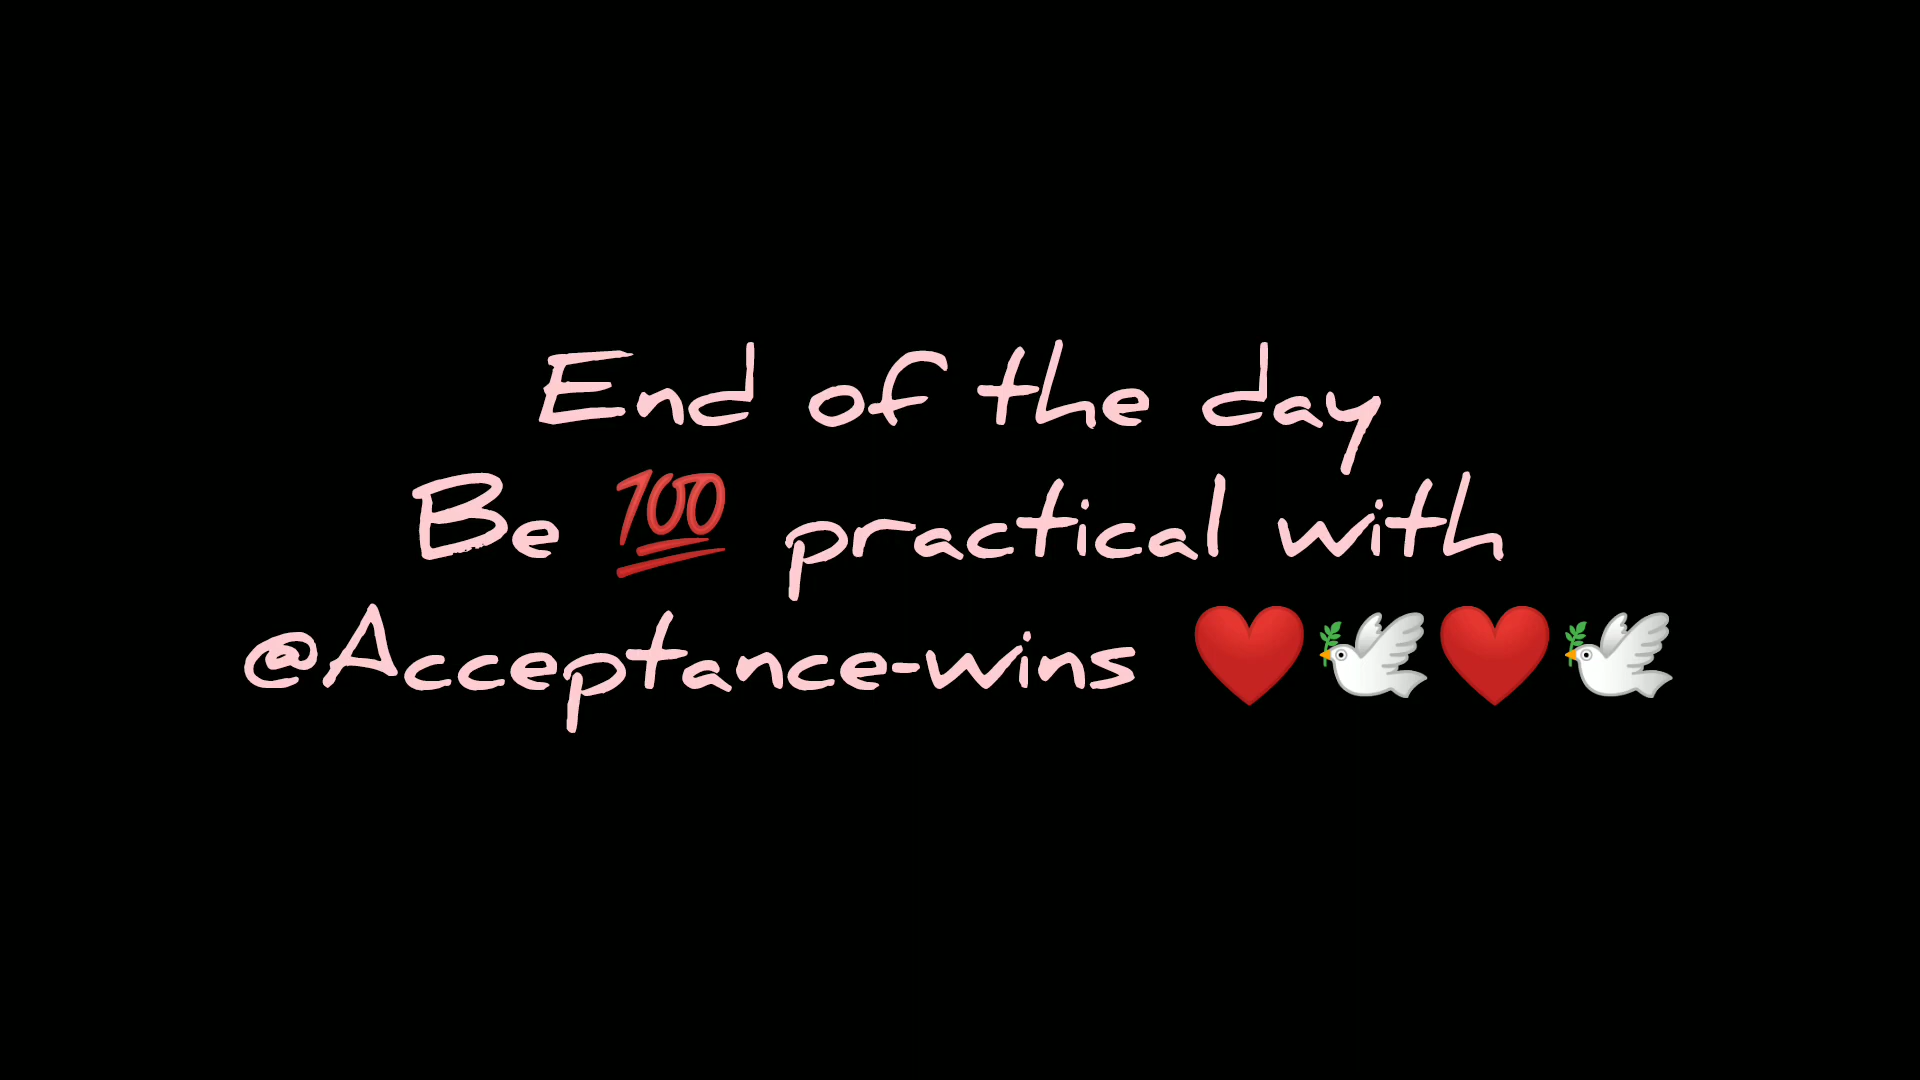 End of the day
Be 💯 practical with
@Acceptance-wins ❤️🕊️❤️🕊️